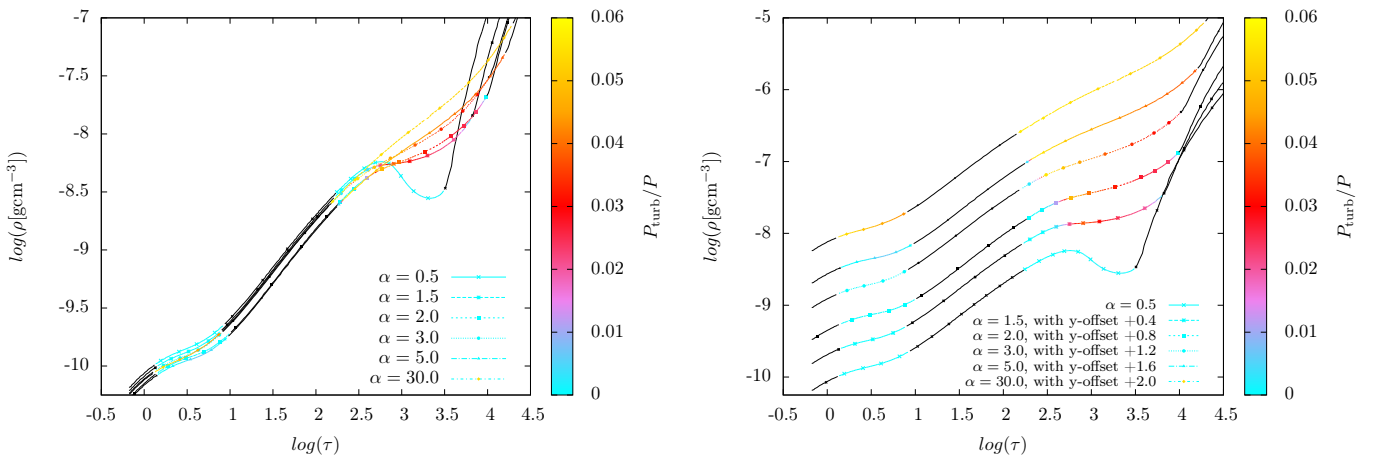 -7
-7.5
-8
-8.5
-9
-9.5
-10
-0.5 0 0.5 1 1.5 2 2.5 3 3.5 4 4.5
log(τ)
log(ρ[gcm−3])
α = 0.5
α = 1.5
α = 2.0
α = 3.0
α = 5.0
α = 30.0
0.06
0.05
0.04
0.03
0.02
0.01
0
Pturb/P
-5
-6
-7
-8
-9
-10
-0.5 0 0.5 1 1.5 2 2.5 3 3.5 4 4.5
log(τ)
log(ρ[gcm−3])
α = 0.5
α = 1.5, with y-offset +0.4
α = 2.0, with y-offset +0.8
α = 3.0, with y-offset +1.2
α = 5.0, with y-offset +1.6
α = 30.0, with y-offset +2.0
0.06
0.05
0.04
0.03
0.02
0.01
0
Pturb/P